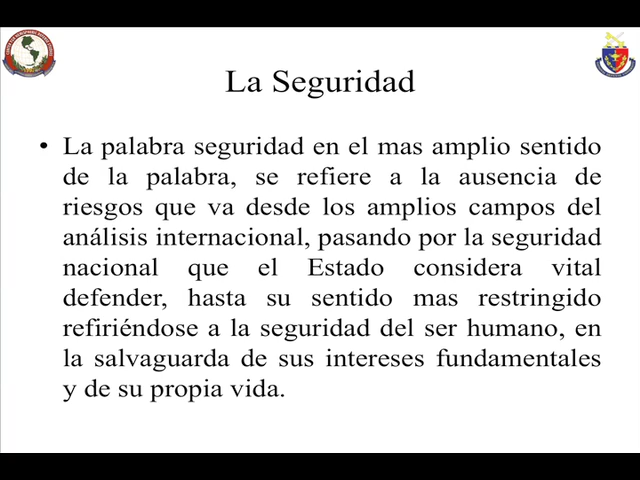 La Seguridad
• La palabra seguridad en el mas amplio sentido
de la palabra, se refiere a la ausencia de
riesgos que va desde los amplios campos del
análisis internacional, pasando por la seguridad
nacional que el Estado considera vital
defender, hasta su sentido mas restringido
refiriéndose a la seguridad del ser humano, en
la salvaguarda de sus intereses fundamentales
y de su propia vida.